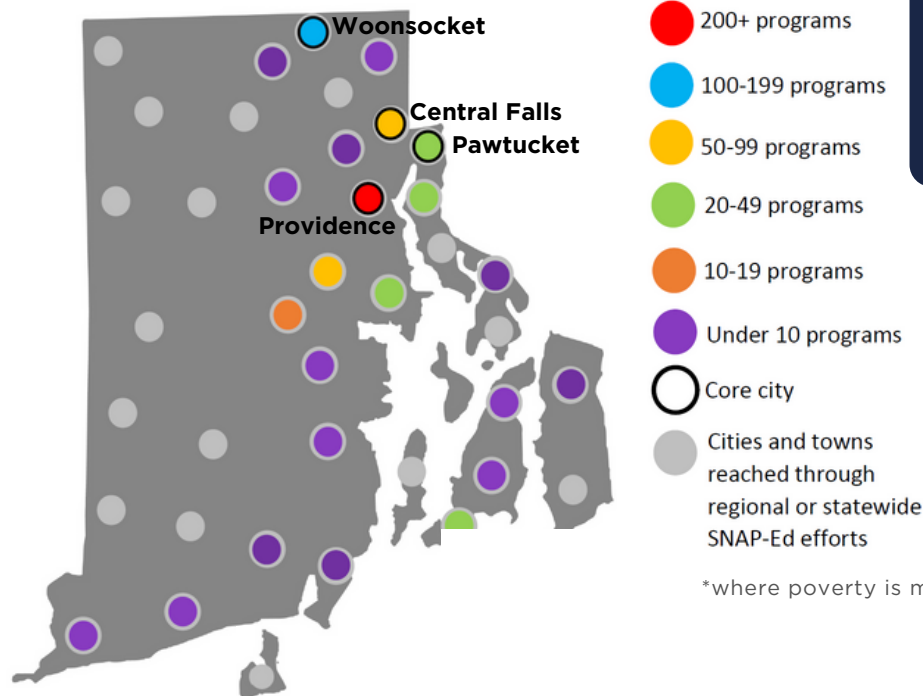 Woonsocket
Central Falls
Pawtucket
Providence
200+ programs
100-199 programs
50-99 programs
20-49 programs
10-19 programs
Under 10 programs
Core city
Cities and towns
reached through
regional or statewide
SNAP-Ed efforts
*where poverty is